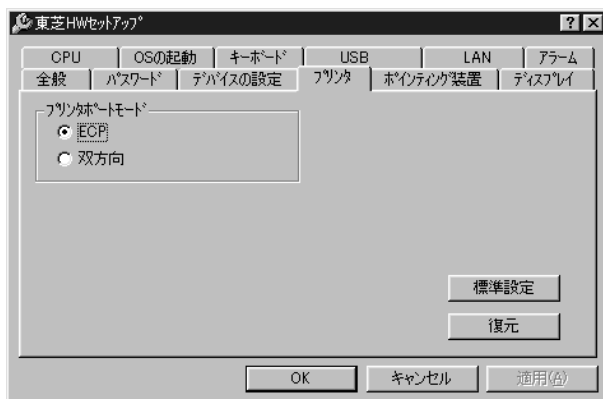 東芝HWｾｯﾄｱｯﾌﾟ
CPU OSの起動 ｷｰﾎﾞｰﾄﾞ USB LAN ｱﾗｰﾑ
全般 ﾊﾟｽﾜｰﾄﾞ ﾃﾞﾊﾞｲｽの設定 ﾌﾟﾘﾝﾀ ﾎﾟｲﾝﾃｨﾝｸﾞ装置 ﾃﾞｨｽﾌﾟﾚｲ
ﾌﾟﾘﾝﾀﾎﾟｰﾄﾓｰﾄﾞ
ECP
双方向
標準設定
復元
OK ｷｬﾝｾﾙ 適用(A)